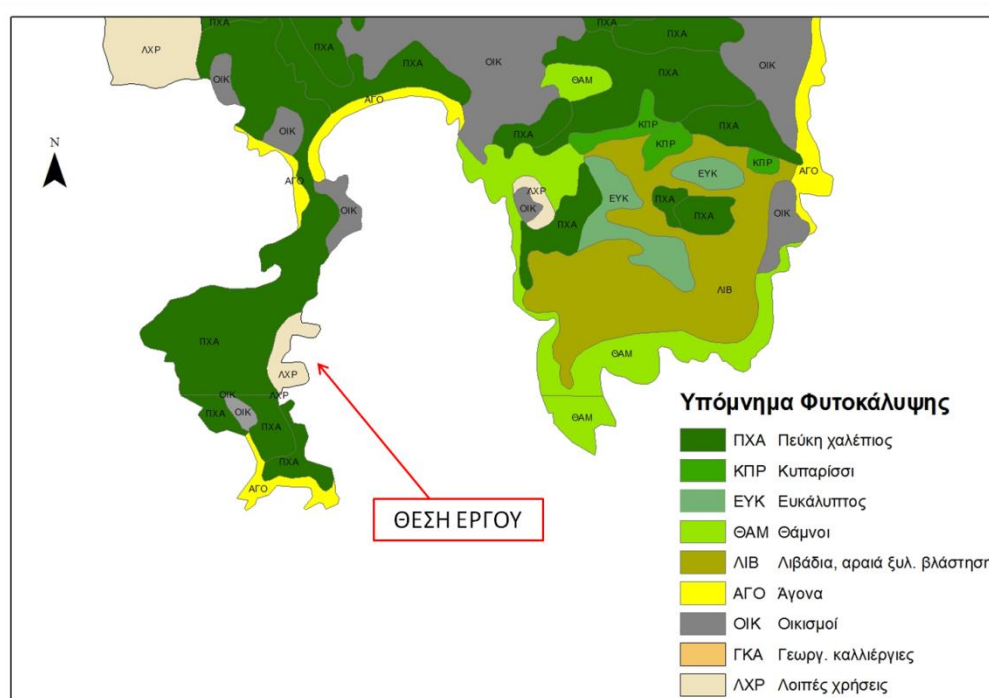 ΠΧΑ
ΠΧΑ
ΛΧΡ
ΠΧΑ
ΠΧΑ
ΟΙΚ
ΠΧΑ
ΟΙΚ
ΟΙΚ
ΘΑΜ
ΑΓΟ
ΟΙΚ
ΠΧΑ
ΚΠΡ
ΠΧΑ
ΚΠΡ
ΚΠΡ
ΑΓΟ
ΑΓΟ
ΕΥΚ
ΛΧΡ
ΕΥΚ
ΠΧΑ
ΟΙΚ
ΟΙΚ
ΠΧΑ
ΠΧΑ
ΟΙΚ
ΛΙΒ
ΠΧΑ
ΘΑΜ
ΛΧΡ
ΟΙΚ
ΛΧΡ
ΠΧΑ
ΟΙΚ
ΠΧΑ
ΘΑΜ
ΠΧΑ
ΑΓΟ
N
ΘΕΣΗ ΕΡΓΟΥ
Υπόμνημα Φυτοκάλυψης
ΠΧΑ Πεύκη χαλέπιος
ΚΠΡ Κυπαρίσσι
ΕΥΚ Ευκάλυπτος
ΘΑΜ Θάμνοι
ΛΙΒ Λιβάδια, αραιά ξυλ. βλάστηση
ΑΓΟ Άγονα
ΟΙΚ Οικισμοί
ΓΚΑ Γεωργ. καλλιέργιες
ΛΧΡ Λοιπές χρήσεις